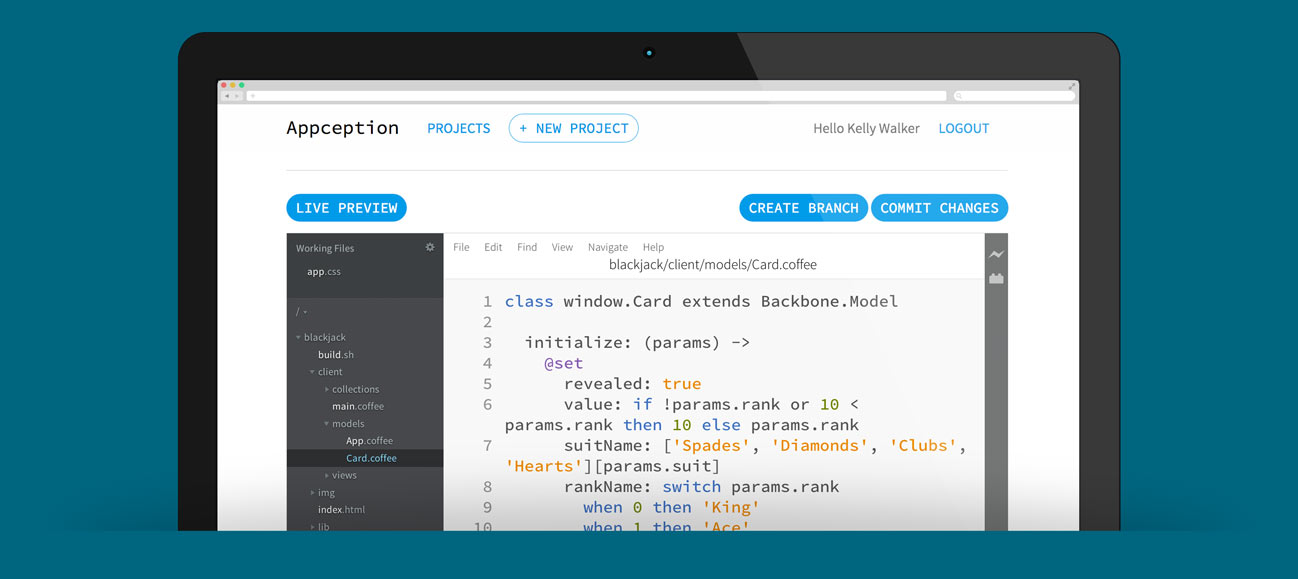 Appception PROJECTS + NEW PROJECT Hello Kelly Walker LOGOUT
LIVE PREVIEW CREATE BRANCH COMMIT CHANGES
Working Files
app.css
/
blackjack
build.sh
client
collections
main.coffee
models
App.coffee
Card.coffee
views
img
index.html
lib
File Edit Find View Navigate Help
blackjack/client/models/Card.coffee
1 class window.Card extends Backbone.Model
2
3 initialize: (params) ->
4 @set
5 revealed: true
6 value: if !params.rank or 10 <
params.rank then 10 else params.rank
7 suitName: ['Spades', 'Diamonds', 'Clubs',
'Hearts'][params.suit]
8 rankName: switch params.rank
9 when 0 then 'King'
10 when 1 then 'Ace'